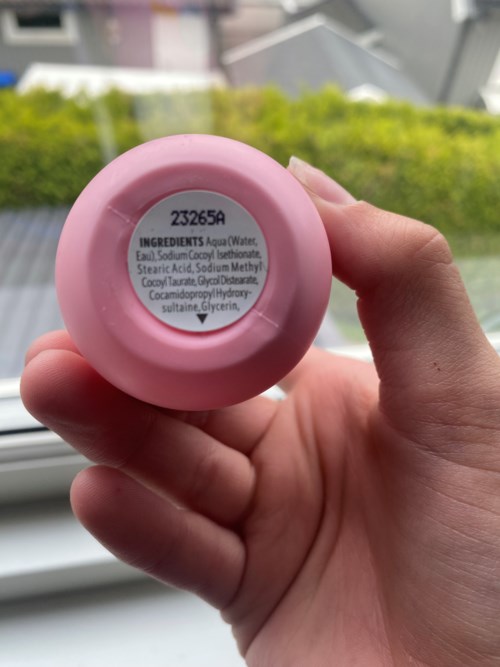 23265A
INGREDIENTS Aqua (Water,
Eau), Sodium Cocoyl Isethionate,
Stearic Acid, Sodium Methyl
Cocoyl Taurate, Glycol Distearate,
Cocamidopropyl Hydroxy-
sultaine, Glycerin,